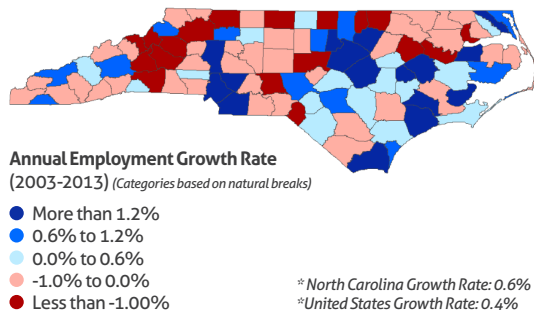 Annual Employment Growth Rate
(2003-2013) (Categories based on natural breaks)
More than 1.2%
0.6% to 1.2%
0.0% to 0.6%
-1.0% to 0.0%
Less than -1.00%
* North Carolina Growth Rate: 0.6%
*United States Growth Rate: 0.4%